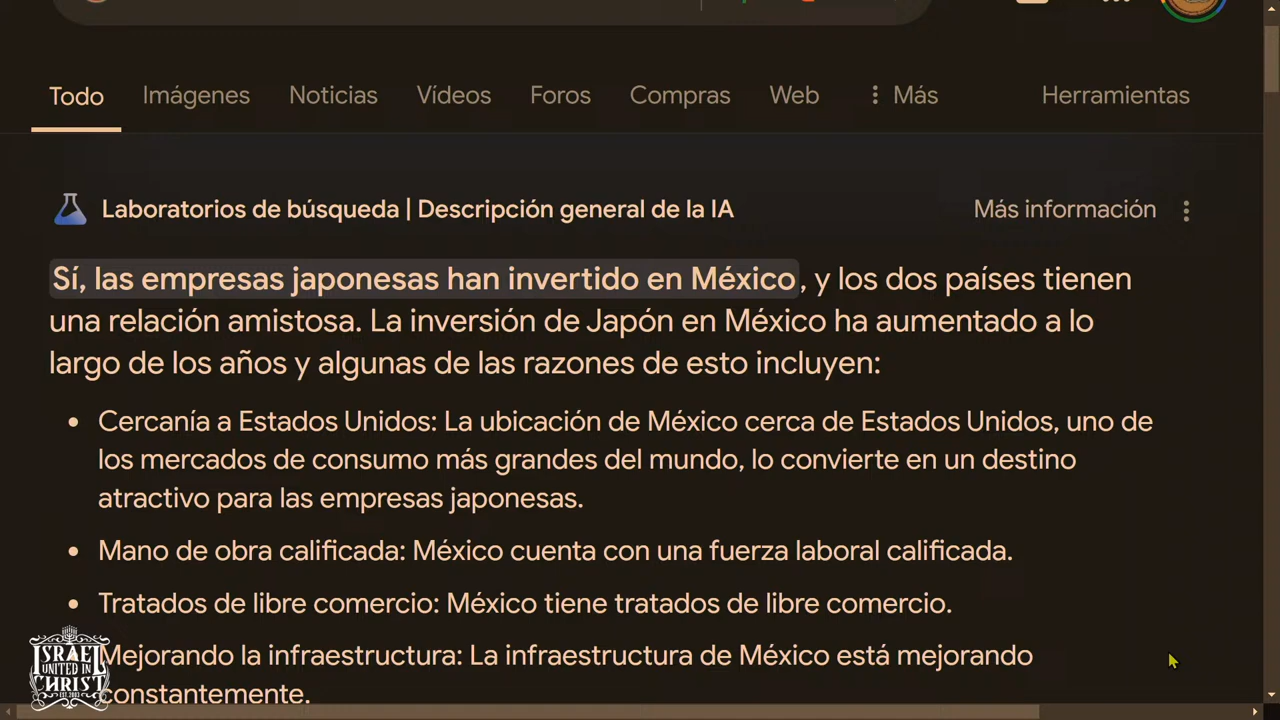 Todo Imágenes Noticias Vídeos Foros Compras Web Más Herramientas
Laboratorios de búsqueda | Descripción general de la IA Más información
Sí, las empresas japonesas han invertido en México, y los dos países tienen
una relación amistosa. La inversión de Japón en México ha aumentado a lo
largo de los años y algunas de las razones de esto incluyen:
• Cercanía a Estados Unidos: La ubicación de México cerca de Estados Unidos, uno de
los mercados de consumo más grandes del mundo, lo convierte en un destino
atractivo para las empresas japonesas.
• Mano de obra calificada: México cuenta con una fuerza laboral calificada.
• Tratados de libre comercio: México tiene tratados de libre comercio.
Mejorando la infraestructura: La infraestructura de México está mejorando
constantemente.
ISRAEL
UNITED IN
CHRIST
EST. 2003